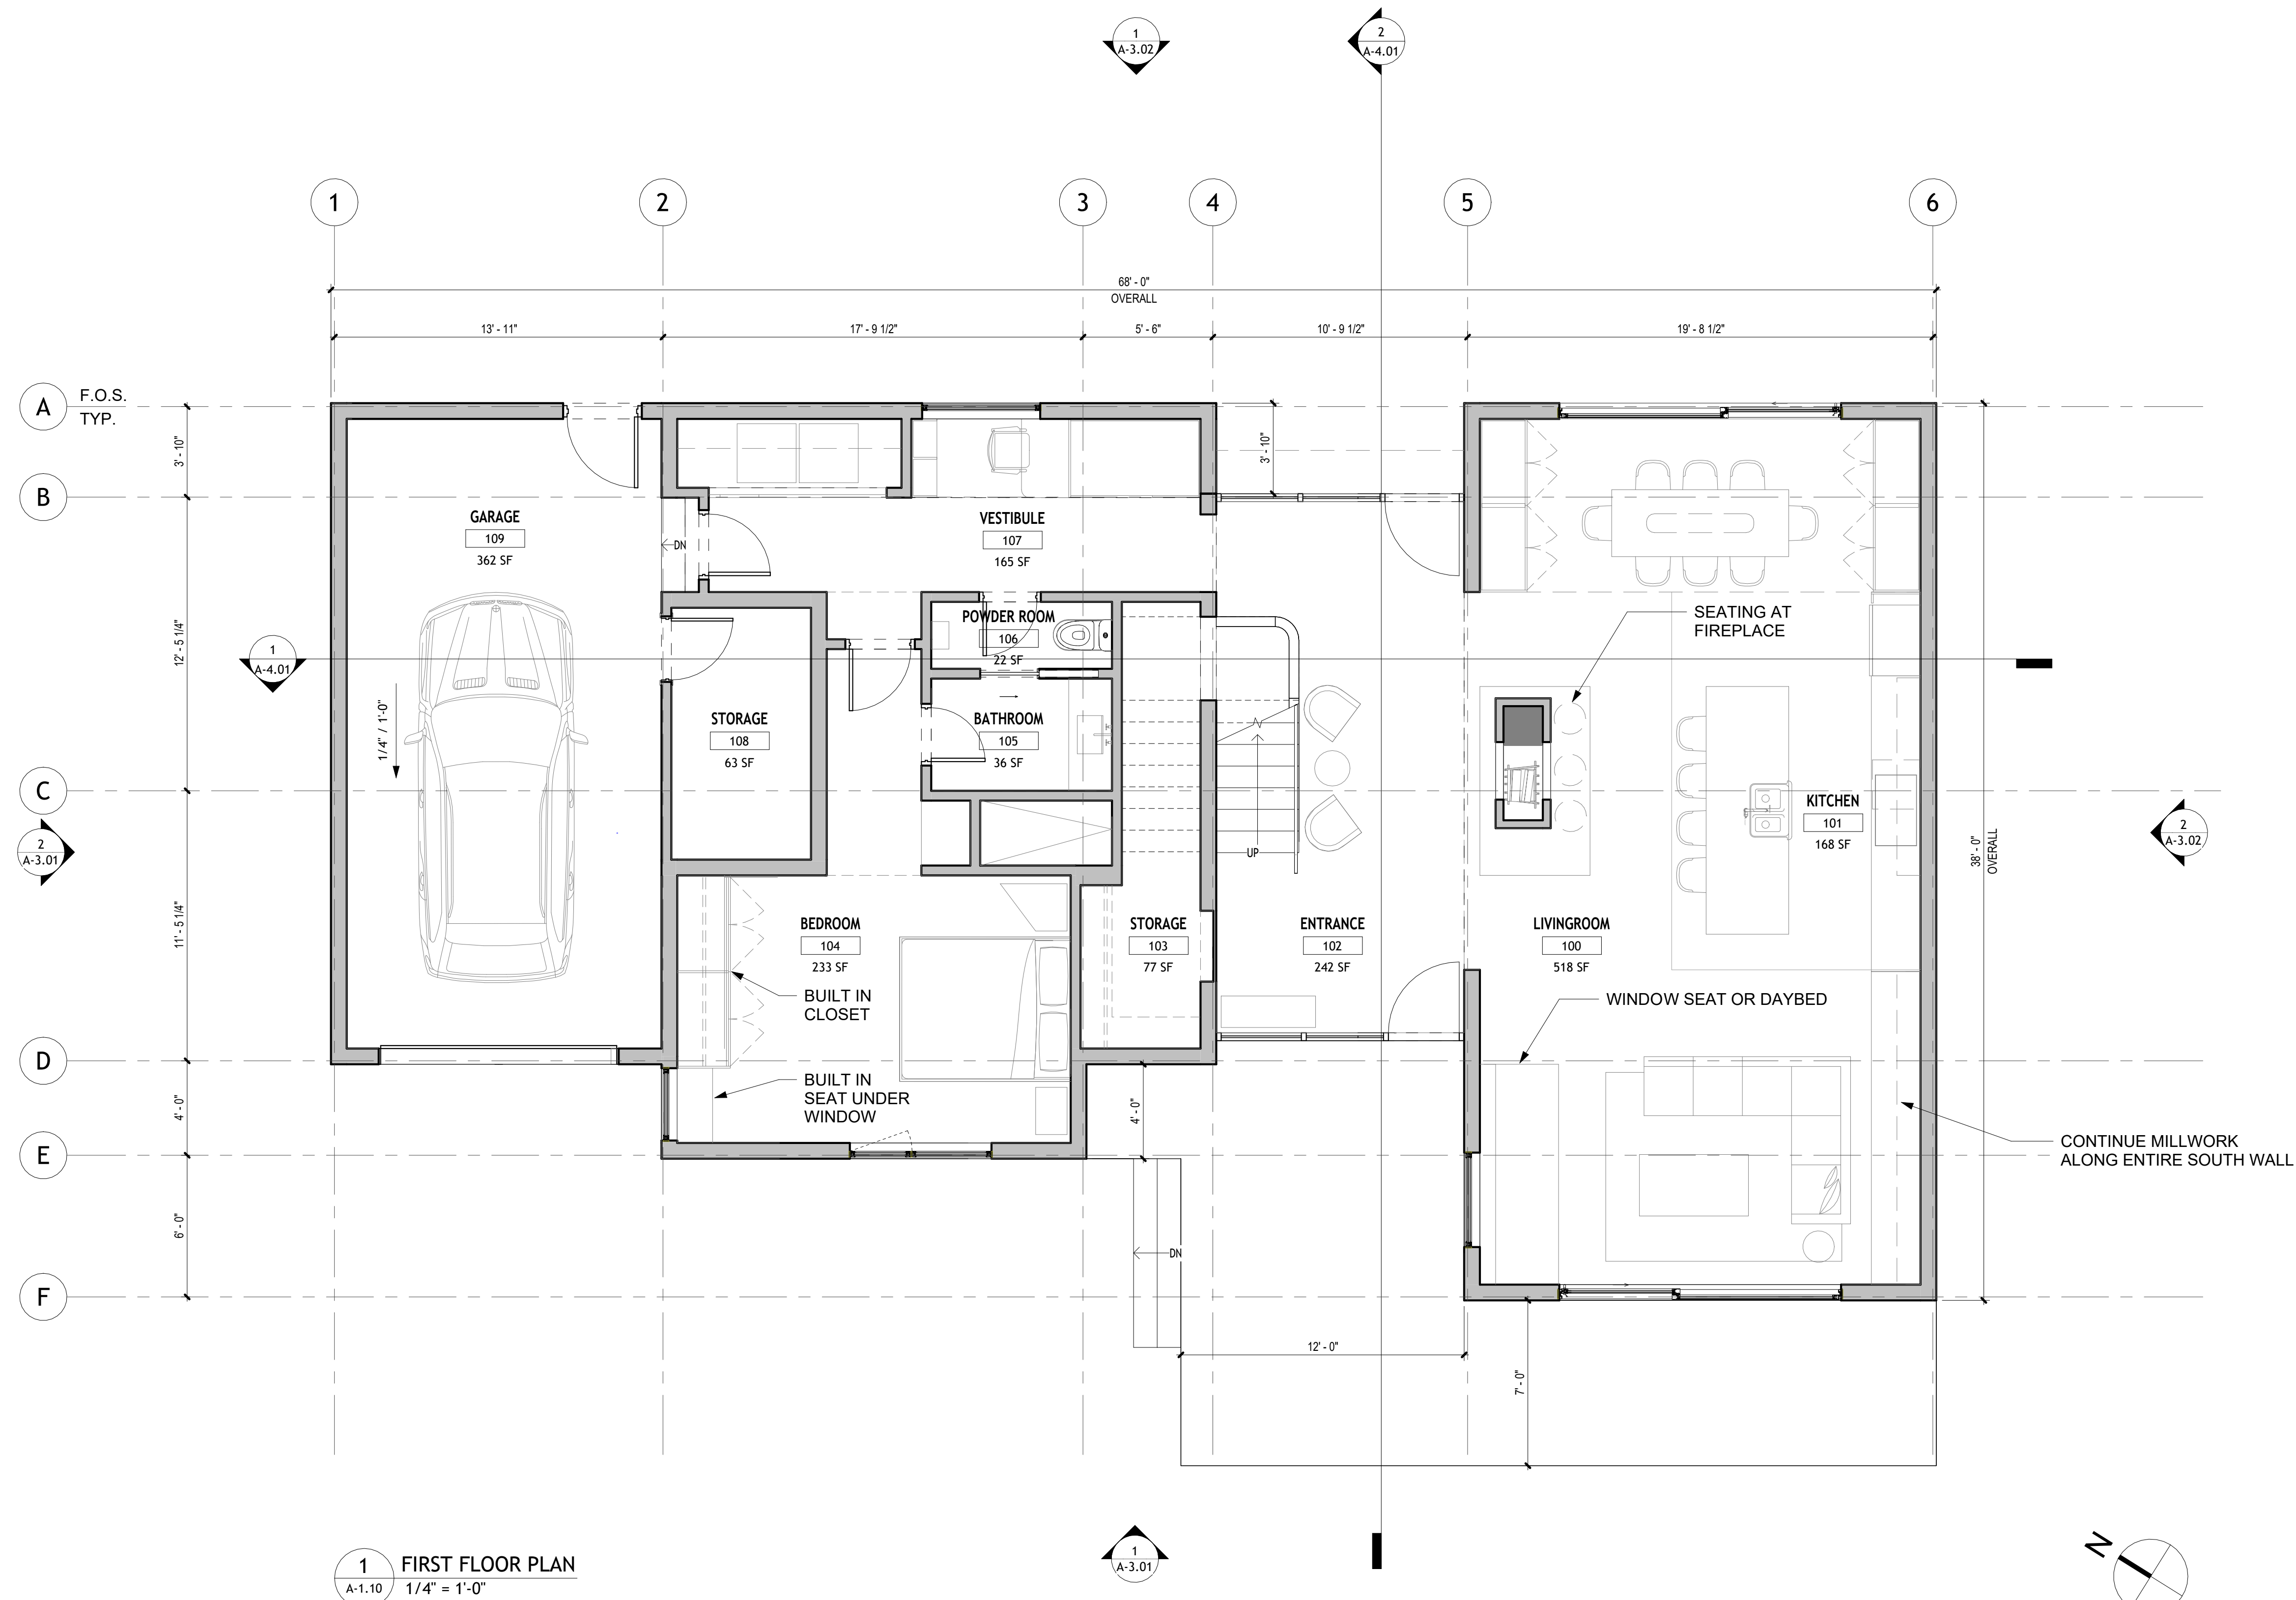 1
A-3.02
2
A-4.01
1
2
3
4
5
6
68' - 0"
OVERALL
13' - 11"
17' - 9 1/2"
5' - 6"
10' - 9 1/2"
19' - 8 1/2"
A
F.O.S.
TYP.
3' - 10"
3' - 10"
B
GARAGE
109
362 SF
DN
VESTIBULE
107
165 SF
12' - 5 1/4"
POWDER ROOM
106
22 SF
SEATING AT
FIREPLACE
1
A-4.01
1/4" / 1'-0"
STORAGE
108
63 SF
BATHROOM
105
36 SF
C
KITCHEN
101
168 SF
2
A-3.01
UP
2
A-3.02
38' - 0"
OVERALL
11' - 5 1/4"
BEDROOM
104
233 SF
STORAGE
103
77 SF
ENTRANCE
102
242 SF
LIVINGROOM
100
518 SF
BUILT IN
CLOSET
WINDOW SEAT OR DAYBED
D
BUILT IN
SEAT UNDER
WINDOW
4' - 0"
4' - 0"
CONTINUE MILLWORK
ALONG ENTIRE SOUTH WALL
E
6' - 0"
DN
F
12' - 0"
7' - 0"
1
A-3.01
N
1
A-1.10
FIRST FLOOR PLAN
1/4" = 1'-0"